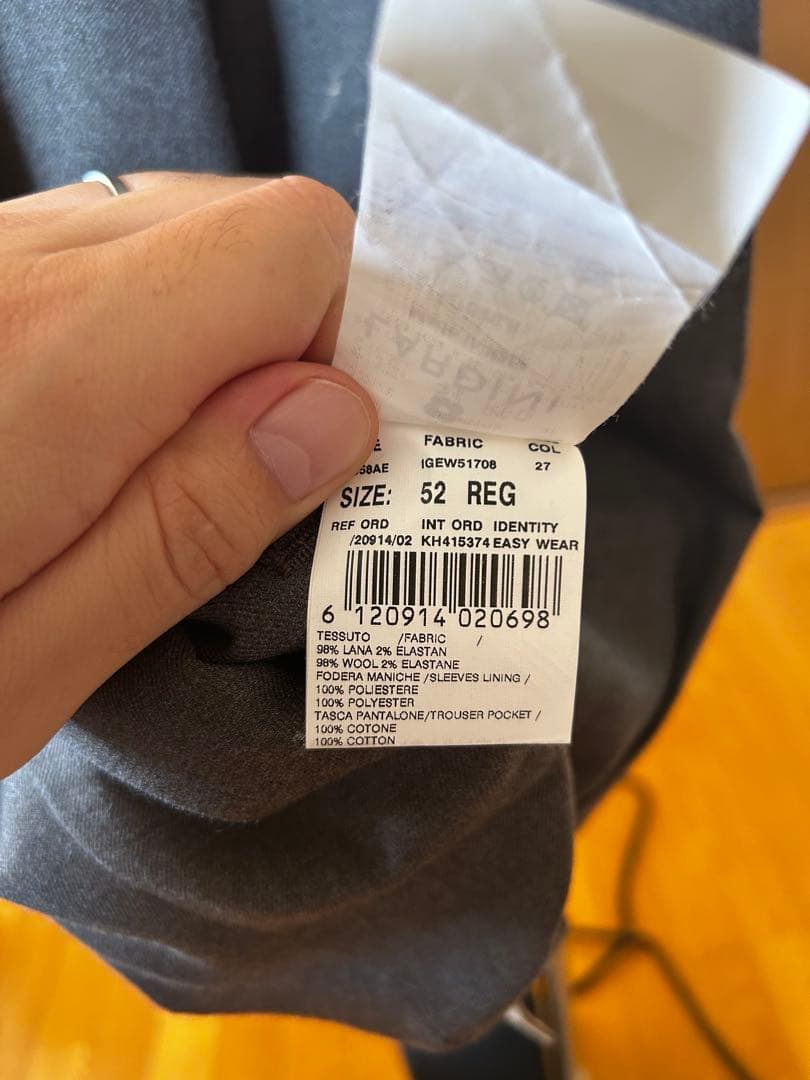 LARDINI
E FABRIC COL
58AE IGEW51708 27
SIZE: 52 REG
REF ORD INT ORD IDENTITY
/20914/02 KH415374 EASY WEAR
6 120914 020698
TESSUTO /FABRIC /
98% LANA 2% ELASTAN
98% WOOL 2% ELASTANE
FODERA MANICHE /SLEEVES LINING /
100% POLIESTERE
100% POLYESTER
TASCA PANTALONE/TROUSER POCKET /
100% COTONE
100% COTTON